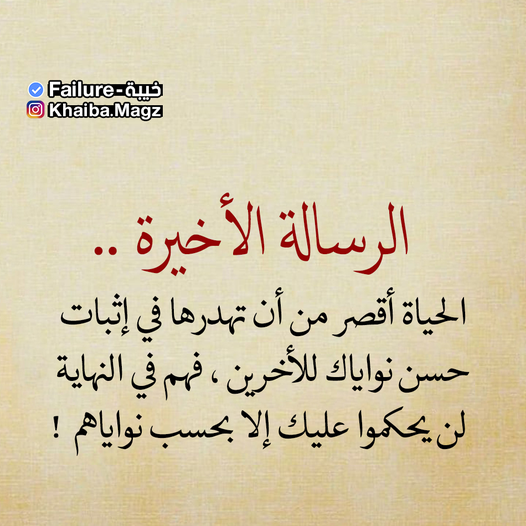 Failure-خيبة
Khaiba.Magz
الرسالة الأخيرة ..
الحياة أقصر من أن تهدرها في إثبات
حسن نواياك للأخرين ، فهم في النهاية
لن يحكموا عليك إلا بحسب نواياهم !